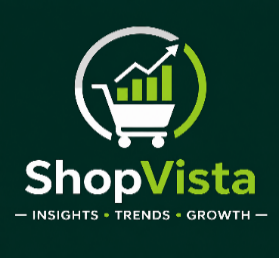 ShopVista
— INSIGHTS • TRENDS • GROWTH —